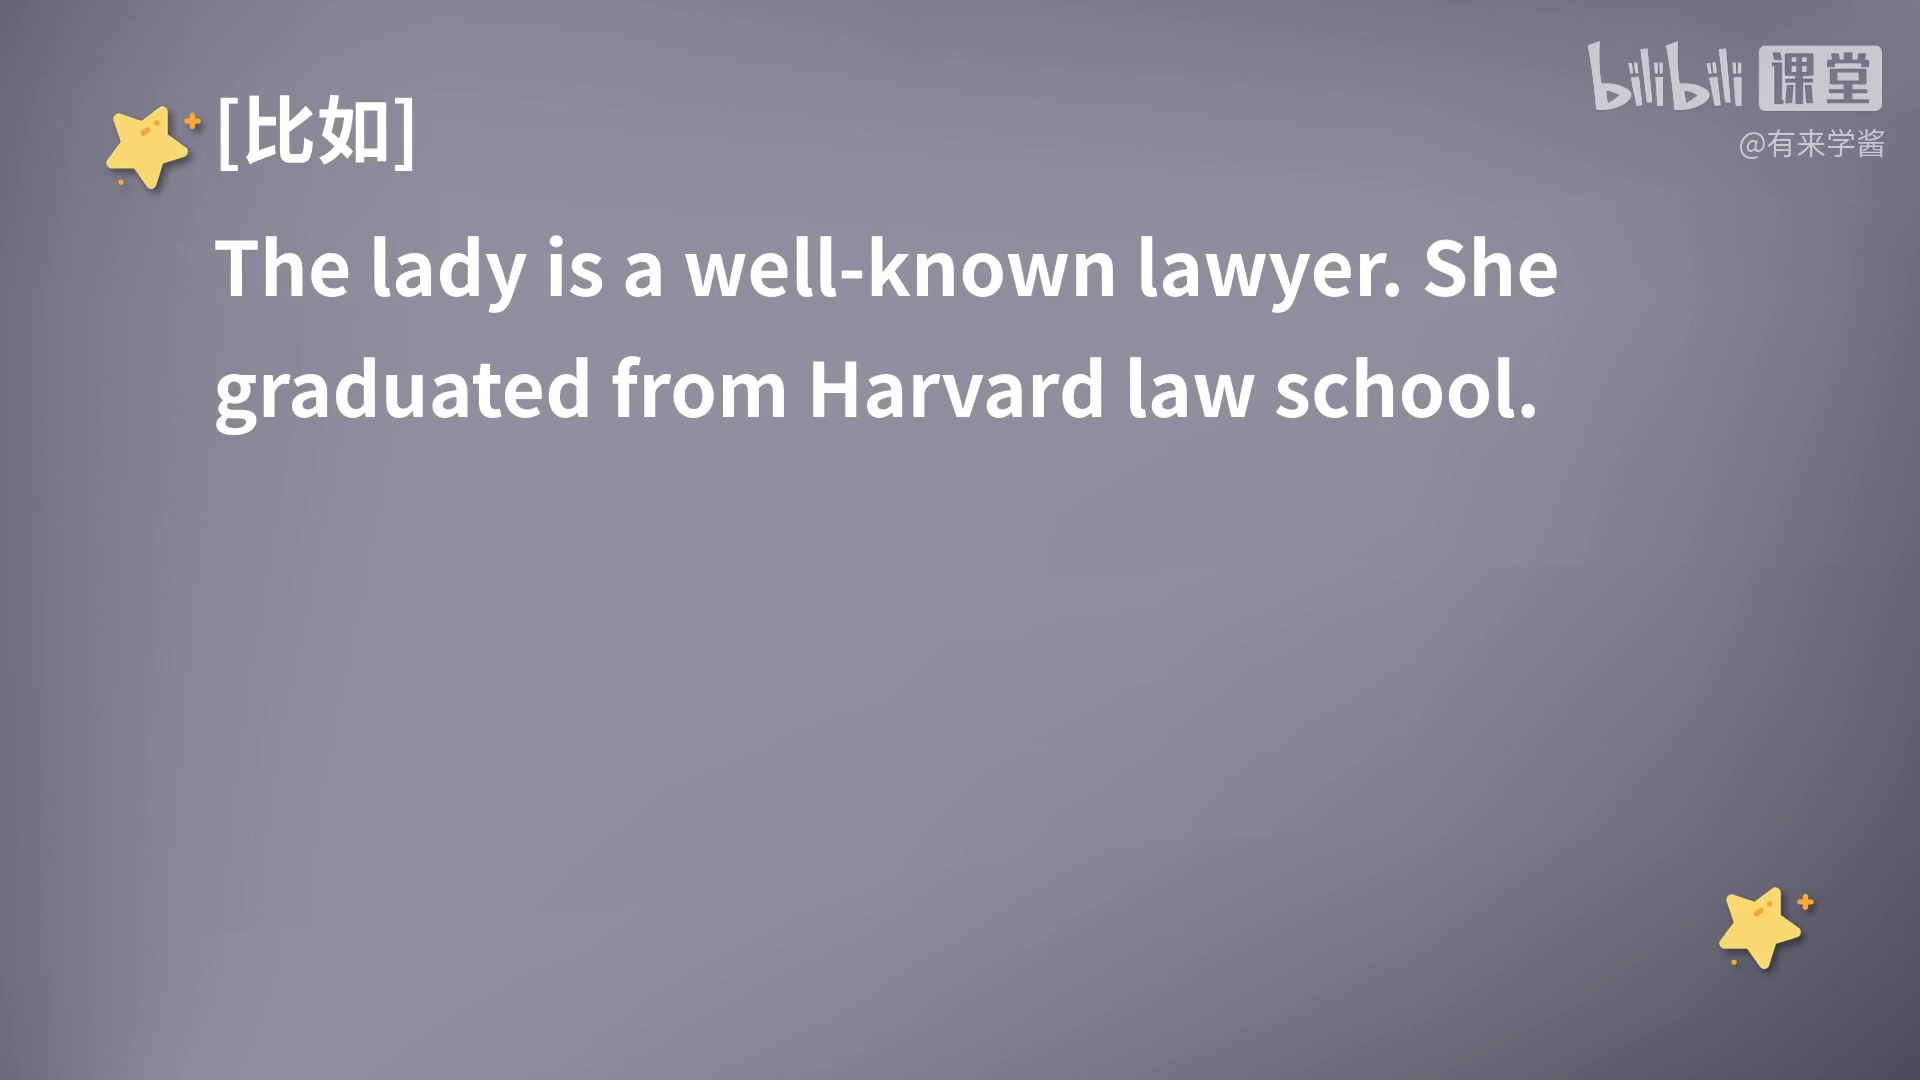 bilibili 课堂
@有来学酱
[比如]
The lady is a well-known lawyer. She
graduated from Harvard law school.